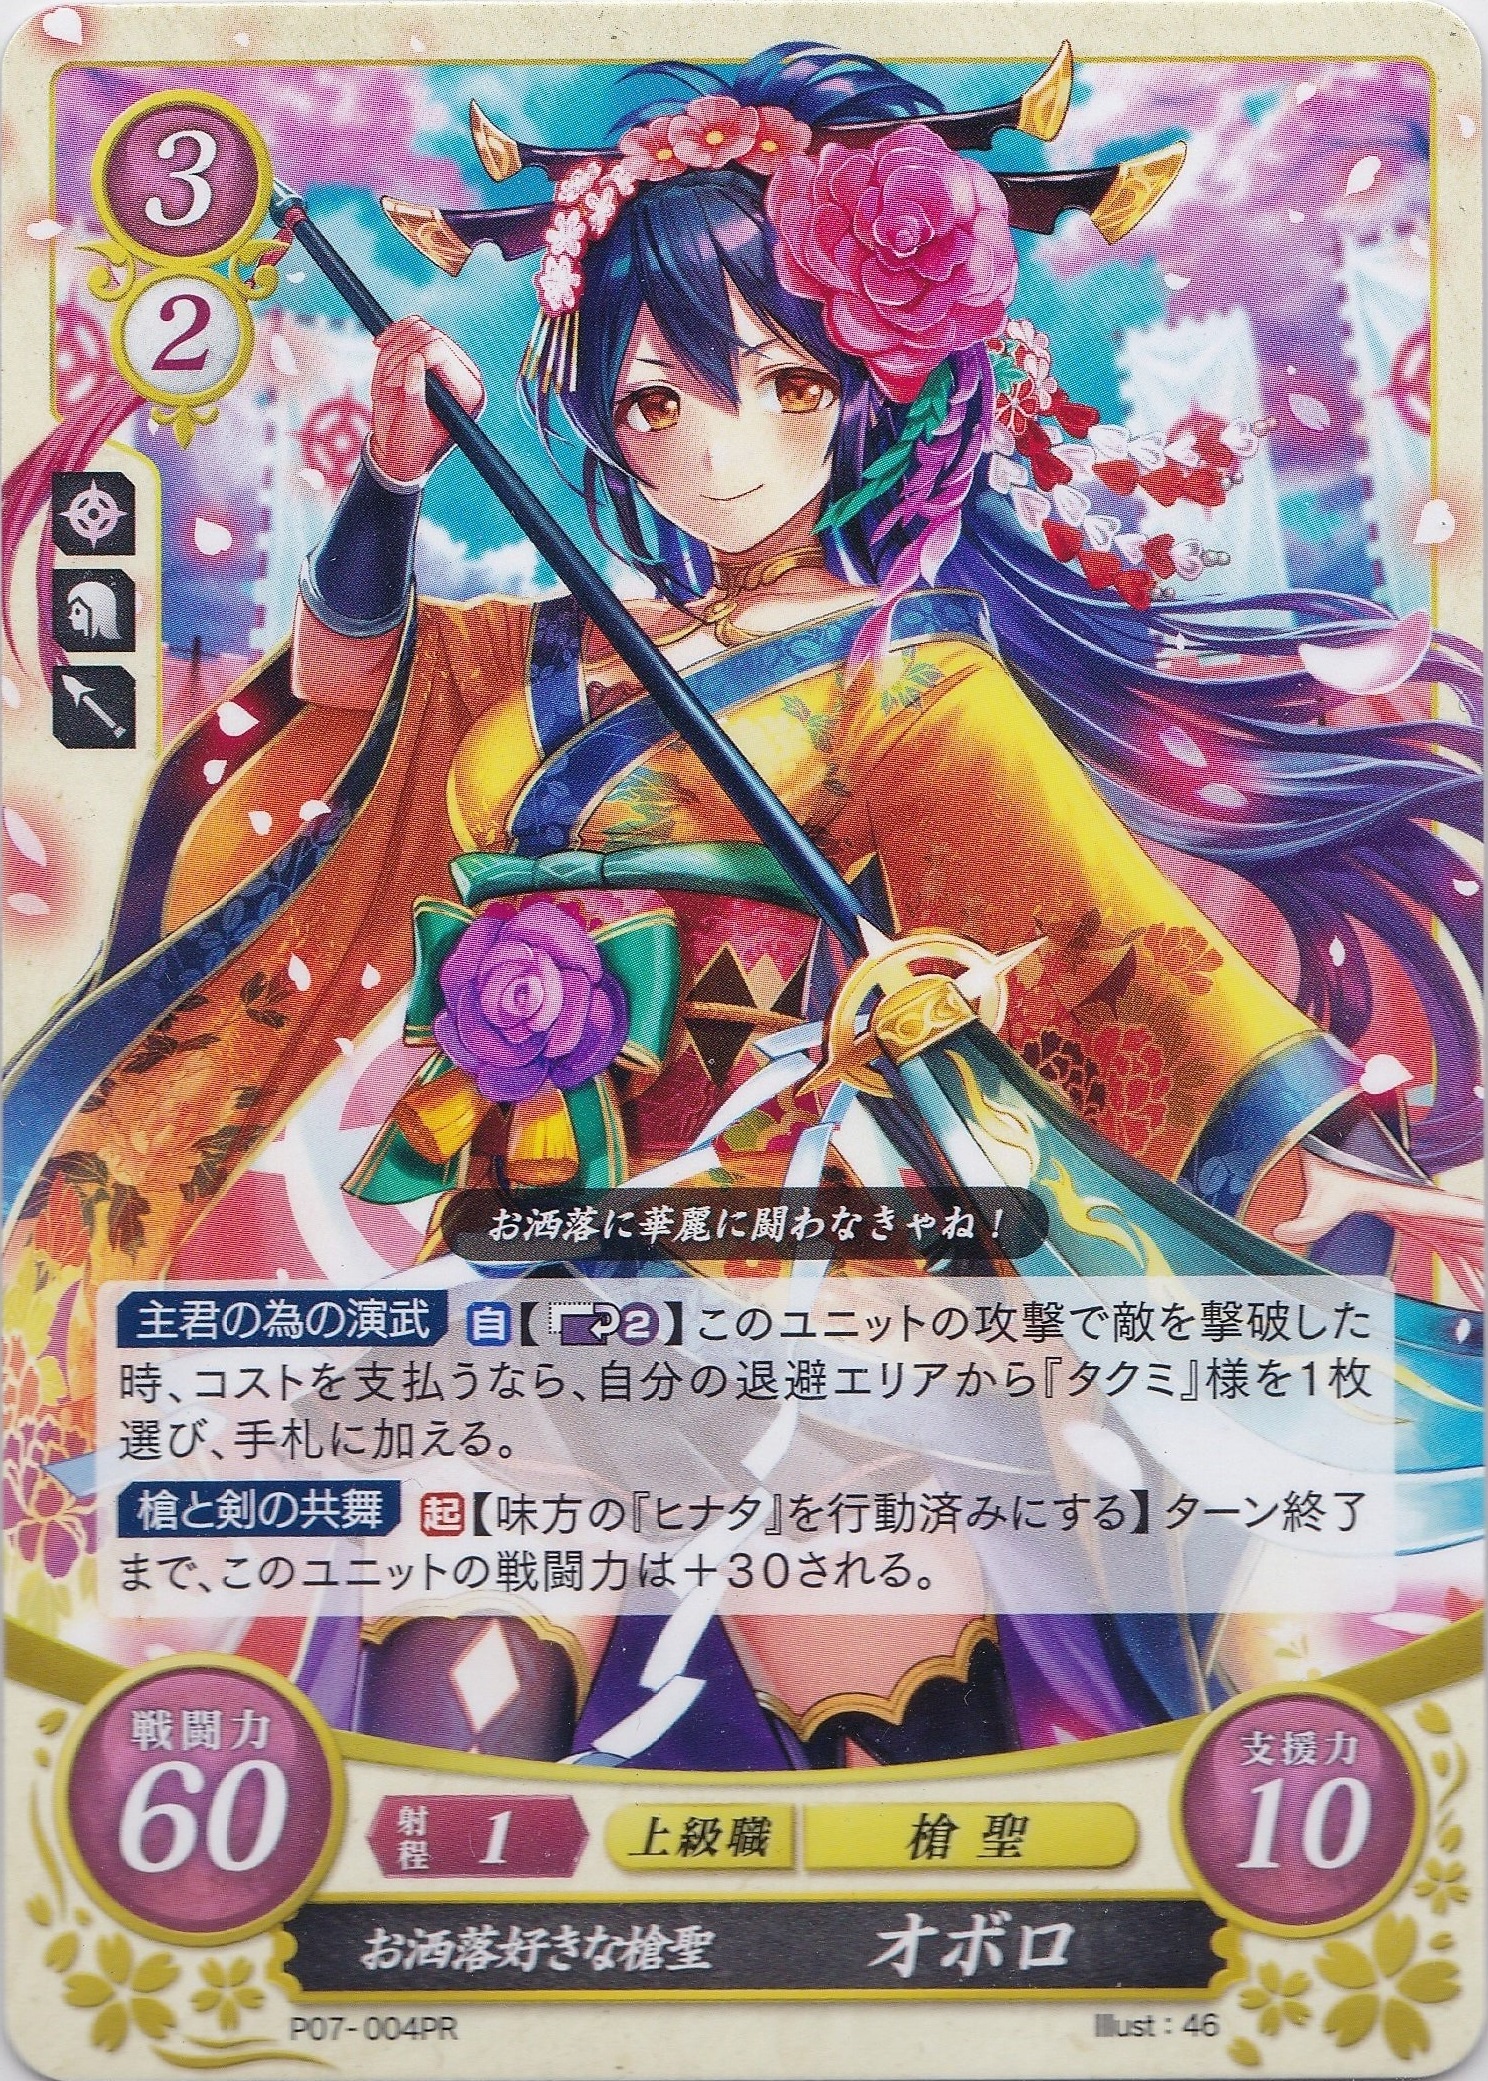 3
2
お洒落に華麗に闘わなきゃね！
主君の為の演武 自【2】このユニットの攻撃で敵を撃破した
時、コストを支払うなら、自分の退避エリアから『タクミ』様を1枚
選び、手札に加える。
槍と剣の共舞 起【味方の『ヒナタ』を行動済みにする】ターン終了
まで、このユニットの戦闘力は＋30される。
戦闘力
60
射程 1
上級職
槍聖
支援力
10
お洒落好きな槍聖 オボロ
P07-004PR
Illust：46